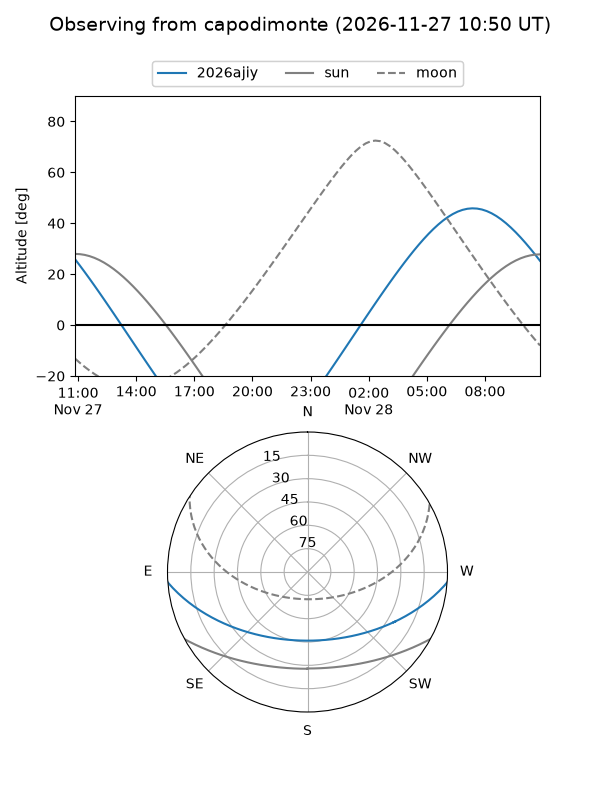 Observing from capodimonte (2026-11-27 10:50 UT)
2026ajiy sun moon
80
60
40
20
0
−20
Altitude [deg]
11:00 14:00 17:00 20:00 23:00 02:00 05:00 08:00
Nov 27 Nov 28
N
NE NW
15
30
45
60
75
E W
SE SW
S